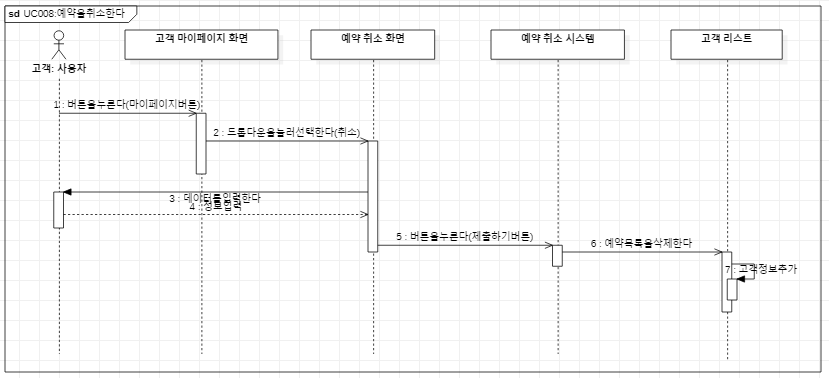 sd UC008:예약을취소한다
고객 마이페이지 화면
예약 취소 화면
예약 취소 시스템
고객 리스트
고객: 사용자
1 : 버튼을누른다(마이페이지버튼)
2 : 드롭다운을눌러선택한다(취소)
3 : 데이터를입력한다
4 : 정보입력
5 : 버튼을누른다(제출하기버튼)
6 : 예약목록을삭제한다
7 : 고객정보추가